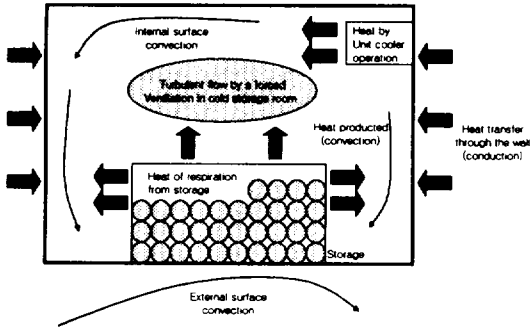 Internal surface
convection
Heat by
Unit cooler
operation
Turbulent flow by a forced
Ventilation in cold storage room
Heat producted
(convection)
Heat transfer
through the wall
(conduction)
Heat of respiration
from storage
Storage
External surface
convection